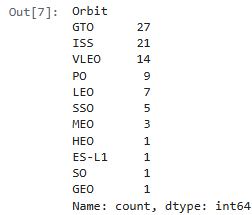 Out[7]: Orbit
GTO 27
ISS 21
VLEO 14
PO 9
LEO 7
SSO 5
MEO 3
HEO 1
ES-L1 1
SO 1
GEO 1
Name: count, dtype: int64